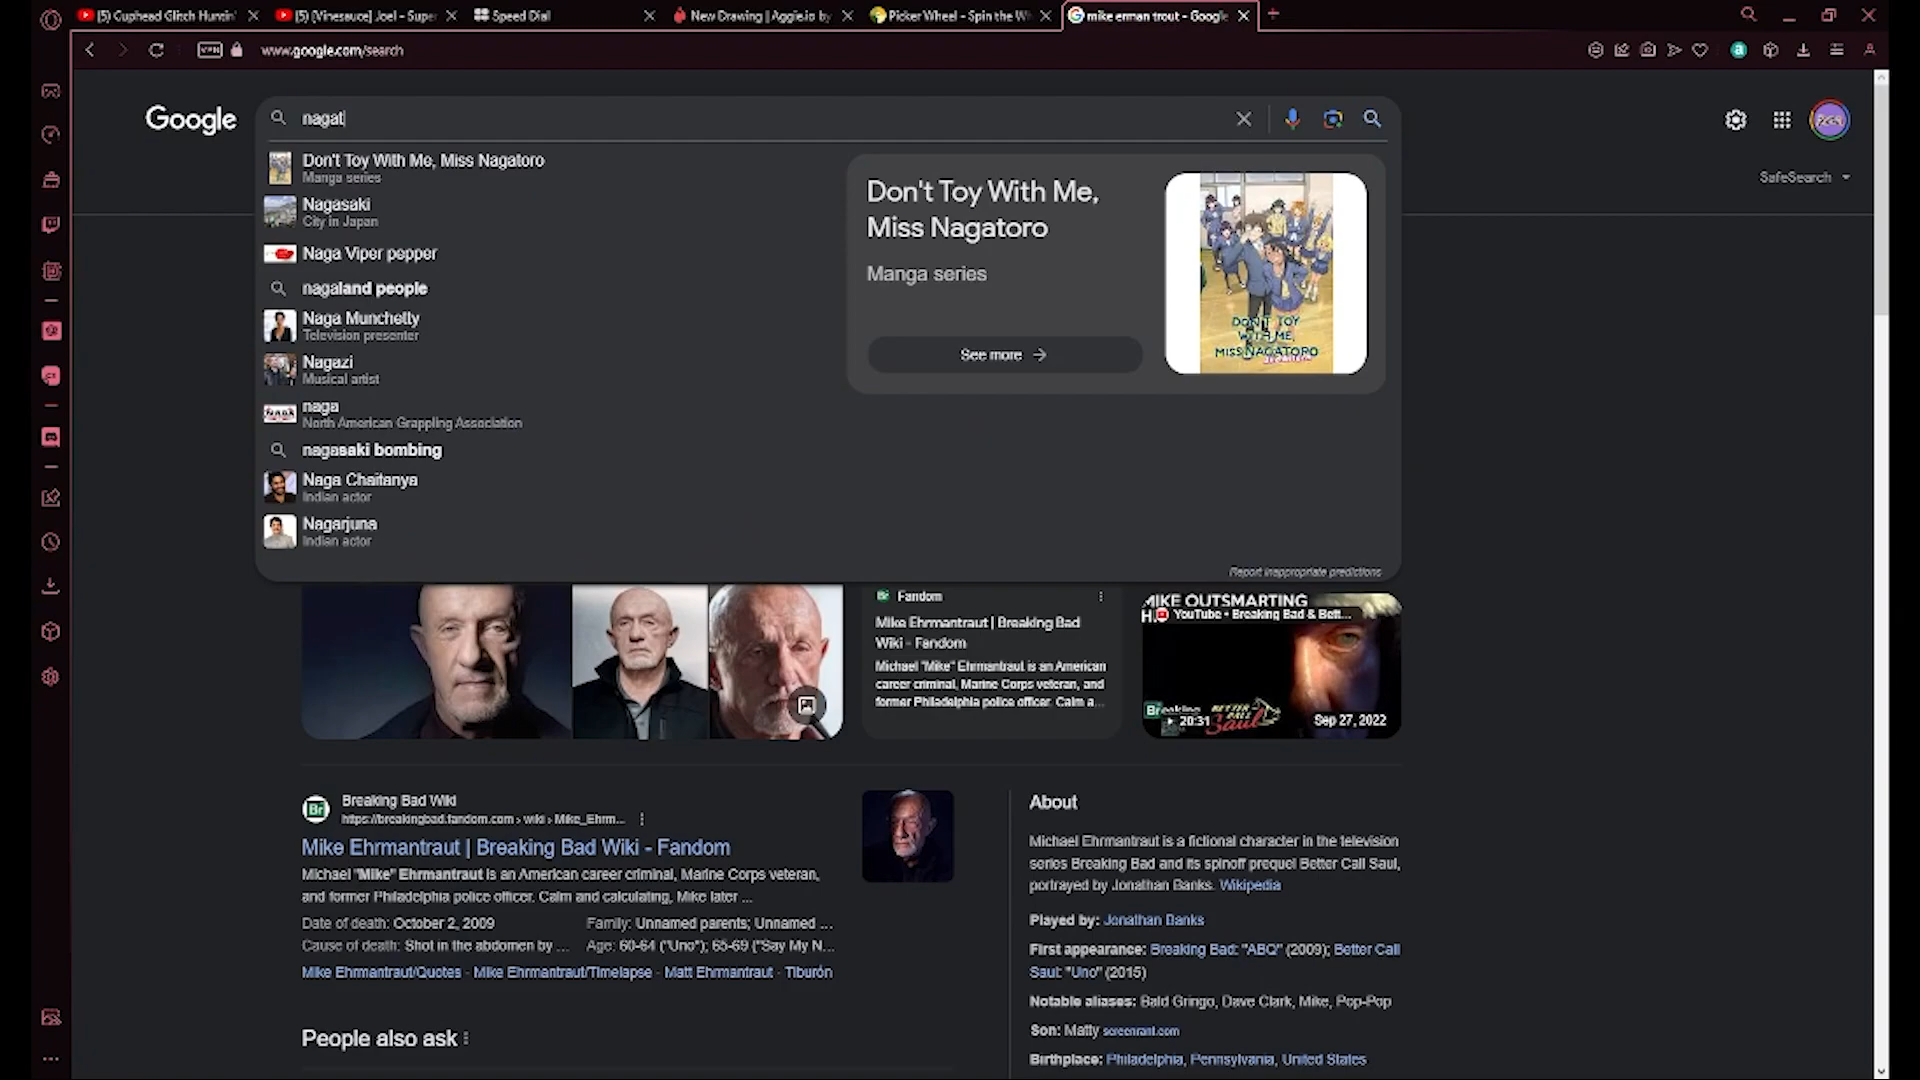 (5) Cuphead Glitch Huntin'
(5) [Vinesauce] Joel - Super
Speed Dial
New Drawing | Aggie.io by
Picker Wheel - Spin the Wh
mike erman trout - Google
VPN
www.google.com/search
Google
nagat
SafeSearch
Don't Toy With Me, Miss Nagatoro
Manga series
Nagasaki
City in Japan
Naga Viper pepper
nagaland people
Naga Munchetty
Television presenter
Nagazi
Musical artist
naga
North American Grappling Association
nagasaki bombing
Naga Chaitanya
Indian actor
Nagarjuna
Indian actor
Don't Toy With Me,
Miss Nagatoro
Manga series
See more
DON'T TOY
WITH ME,
MISS NAGATORO
Report inappropriate predictions
Fandom
Mike Ehrmantraut | Breaking Bad
Wiki - Fandom
Michael "Mike" Ehrmantraut is an American
career criminal, Marine Corps veteran, and
former Philadelphia police officer. Calm a...
MIKE OUTSMARTING
YouTube • Breaking Bad & Bett...
Breaking
BETTER
CALL
Saul
20:31
Sep 27, 2022
Br
Breaking Bad Wiki
https://breakingbad.fandom.com › wiki › Mike_Ehrm...
Mike Ehrmantraut | Breaking Bad Wiki - Fandom
Michael "Mike" Ehrmantraut is an American career criminal, Marine Corps veteran,
and former Philadelphia police officer. Calm and calculating, Mike later ...
Date of death: October 2, 2009
Family: Unnamed parents; Unnamed ...
Cause of death: Shot in the abdomen by ...
Age: 60-64 ("Uno"); 65-69 ("Say My N...
Mike Ehrmantraut/Quotes · Mike Ehrmantraut/Timelapse · Matt Ehrmantraut · Tiburón
People also ask
About
Michael Ehrmantraut is a fictional character in the television
series Breaking Bad and its spinoff prequel Better Call Saul,
portrayed by Jonathan Banks. Wikipedia
Played by: Jonathan Banks
First appearance: Breaking Bad: "ABQ" (2009); Better Call
Saul: "Uno" (2015)
Notable aliases: Bald Gringo, Dave Clark, Mike, Pop-Pop
Son: Matty screenrant.com
Birthplace: Philadelphia, Pennsylvania, United States